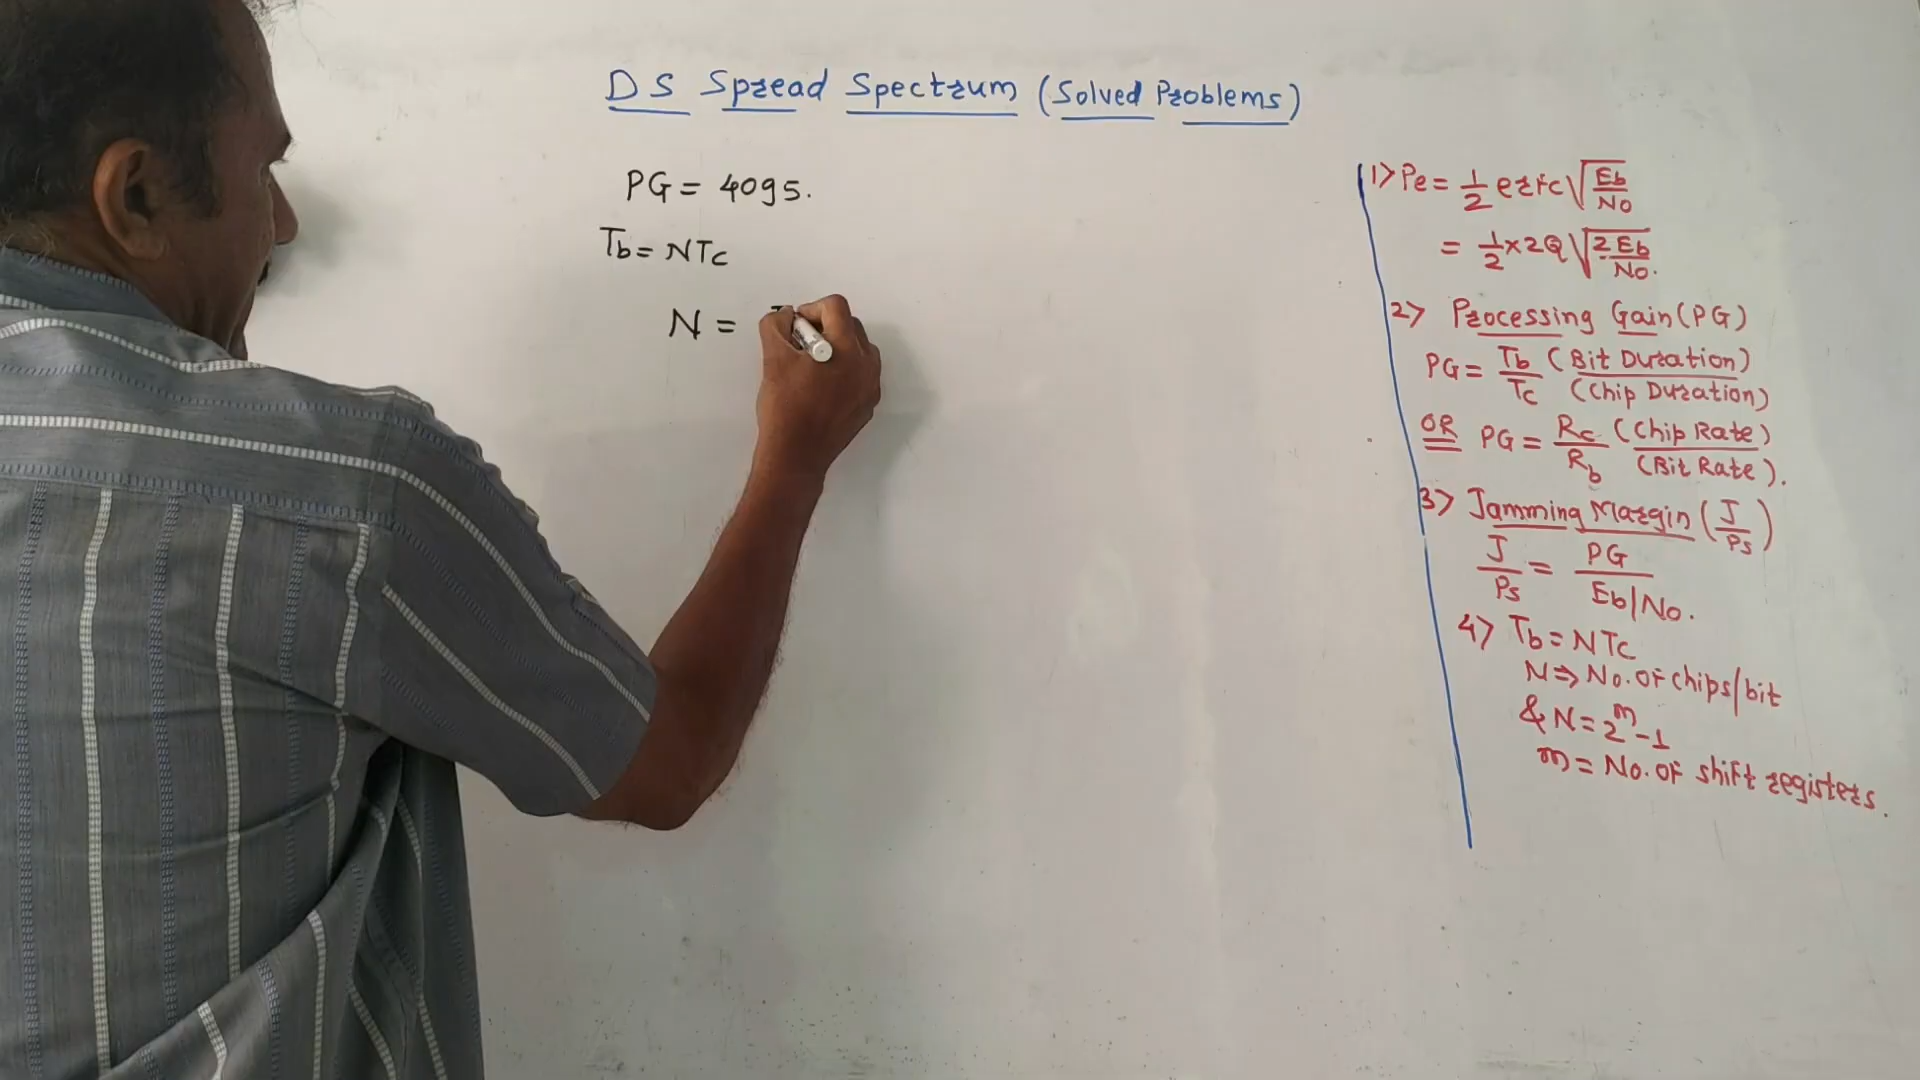 DS Spread Spectrum (Solved Problems)
PG = 4095.
Tb = NTc
N =
1> Pe = 1/2 erfc √(Eb/No)
= 1/2 × 2Q √(2Eb/No).
2> Processing Gain (PG)
PG = Tb/Tc (Bit Duration)/(Chip Duration)
OR PG = Rc/Rb (Chip Rate)/(Bit Rate).
3> Jamming Margin (J/Ps)
J/Ps = PG/Eb/No.
4> Tb = NTc
N ⇒ No. of chips/bit
& N = 2^m - 1
m = No. of shift registers.